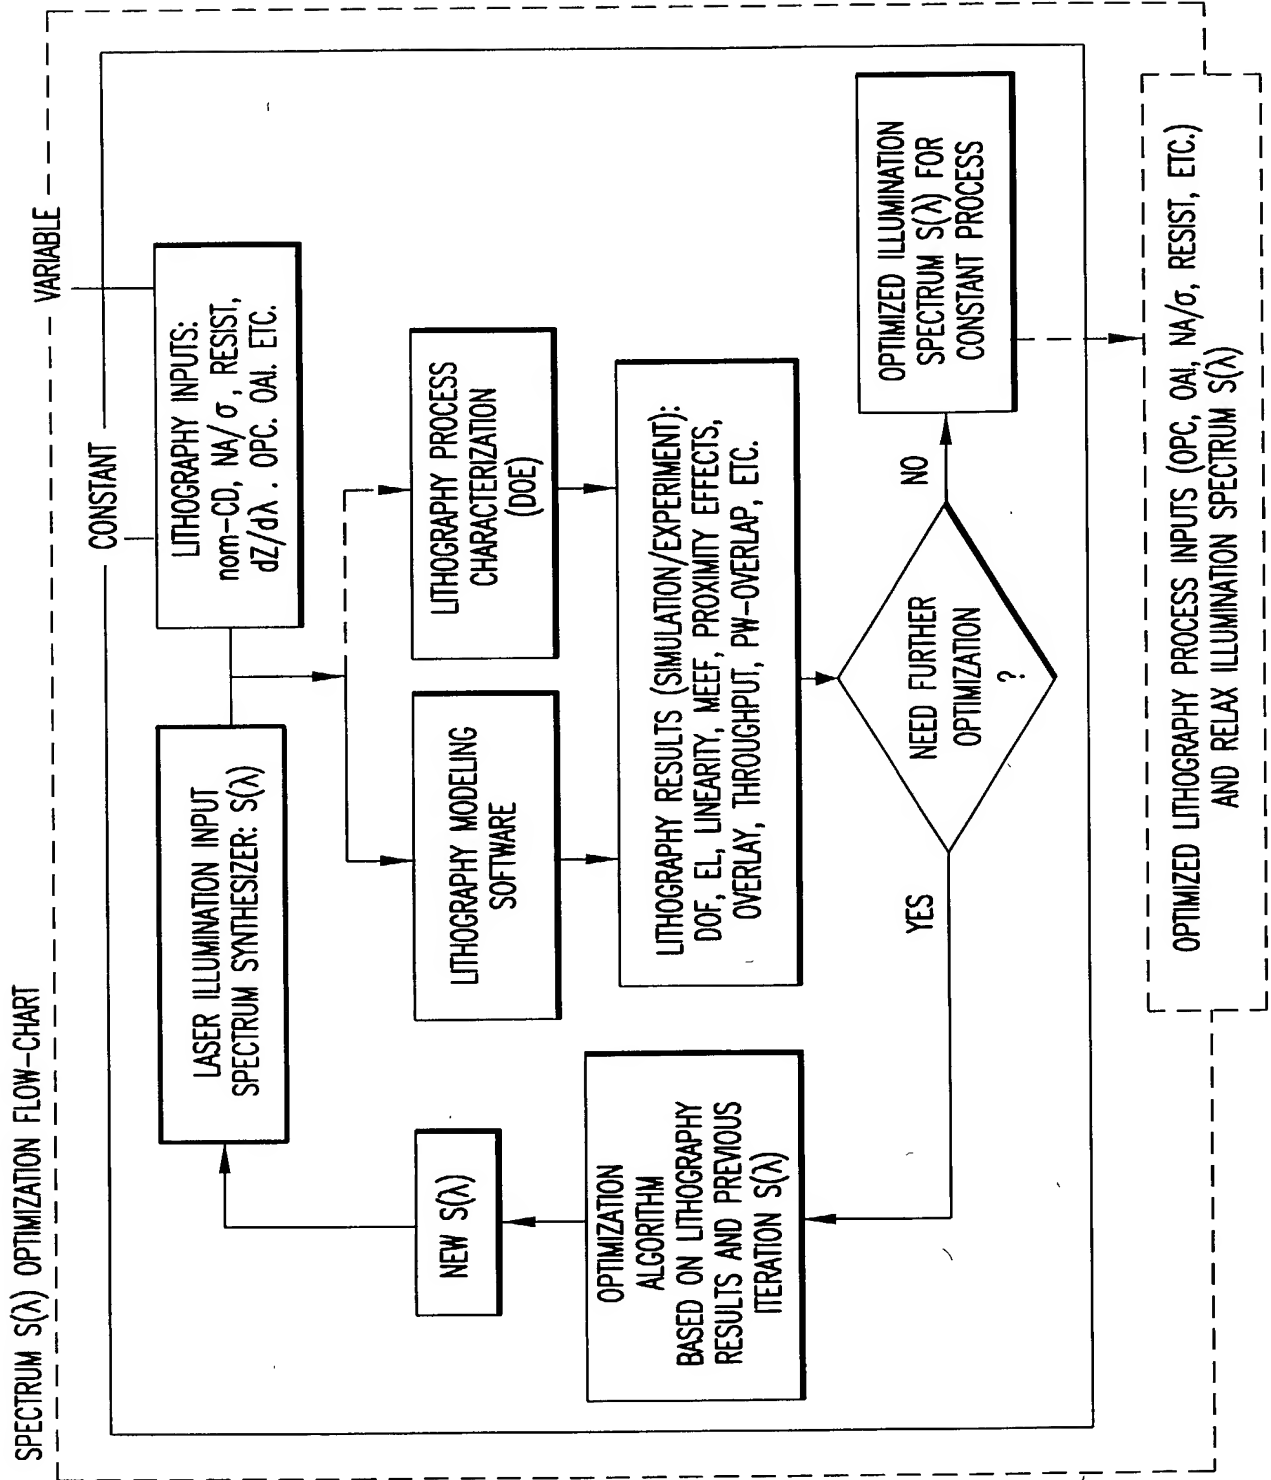 SPECTRUM S(λ) OPTIMIZATION FLOW-CHART
CONSTANT
VARIABLE
LASER ILLUMINATION INPUT
SPECTRUM SYNTHESIZER: S(λ)
LITHOGRAPHY INPUTS:
nom-CD, NA/σ, RESIST,
dZ/dλ . OPC. OAI. ETC.
NEW S(λ)
LITHOGRAPHY MODELING
SOFTWARE
LITHOGRAPHY PROCESS
CHARACTERIZATION
(DOE)
OPTIMIZATION
ALGORITHM
BASED ON LITHOGRAPHY
RESULTS AND PREVIOUS
ITERATION S(λ)
LITHOGRAPHY RESULTS (SIMULATION/EXPERIMENT):
DOF, EL, LINEARITY, MEEF, PROXIMITY EFFECTS,
OVERLAY, THROUGHPUT, PW-OVERLAP, ETC.
YES
NEED FURTHER
OPTIMIZATION
?
NO
OPTIMIZED ILLUMINATION
SPECTRUM S(λ) FOR
CONSTANT PROCESS
OPTIMIZED LITHOGRAPHY PROCESS INPUTS (OPC, OAI, NA/σ, RESIST, ETC.)
AND RELAX ILLUMINATION SPECTRUM S(λ)